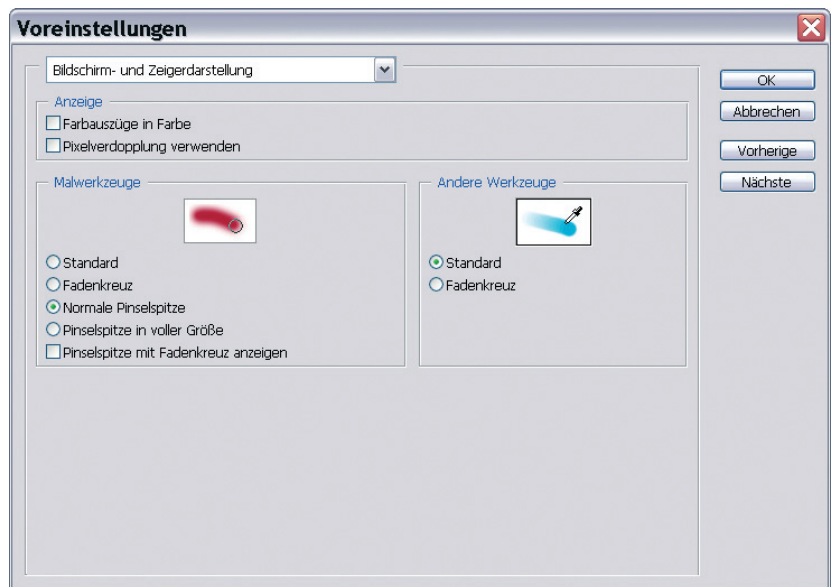 Voreinstellungen
Bildschirm- und Zeigerdarstellung
Anzeige
Farbauszüge in Farbe
Pixelverdopplung verwenden
Malwerkzeuge
Standard
Fadenkreuz
Normale Pinselspitze
Pinselspitze in voller Größe
Pinselspitze mit Fadenkreuz anzeigen
Andere Werkzeuge
Standard
Fadenkreuz
OK
Abbrechen
Vorherige
Nächste